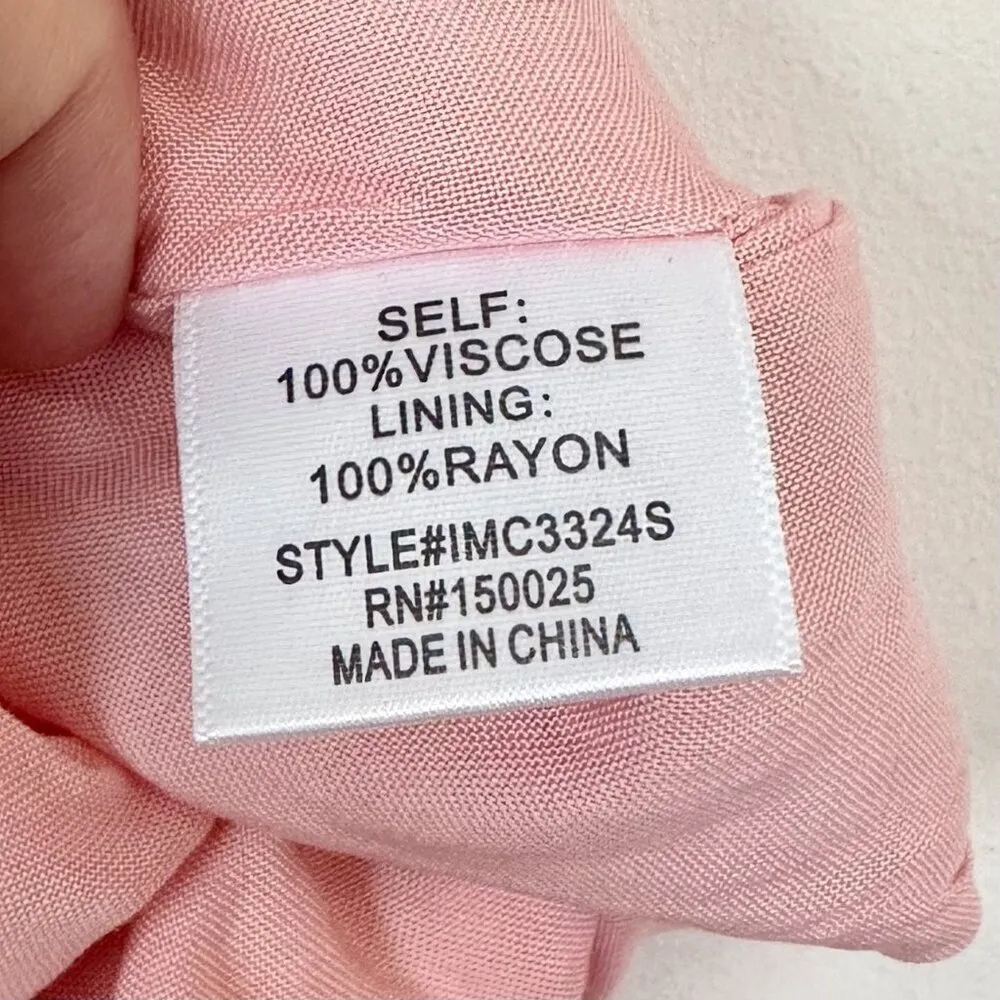 SELF:
100%VISCOSE
LINING:
100%RAYON
STYLE#IMC3324S
RN#150025
MADE IN CHINA